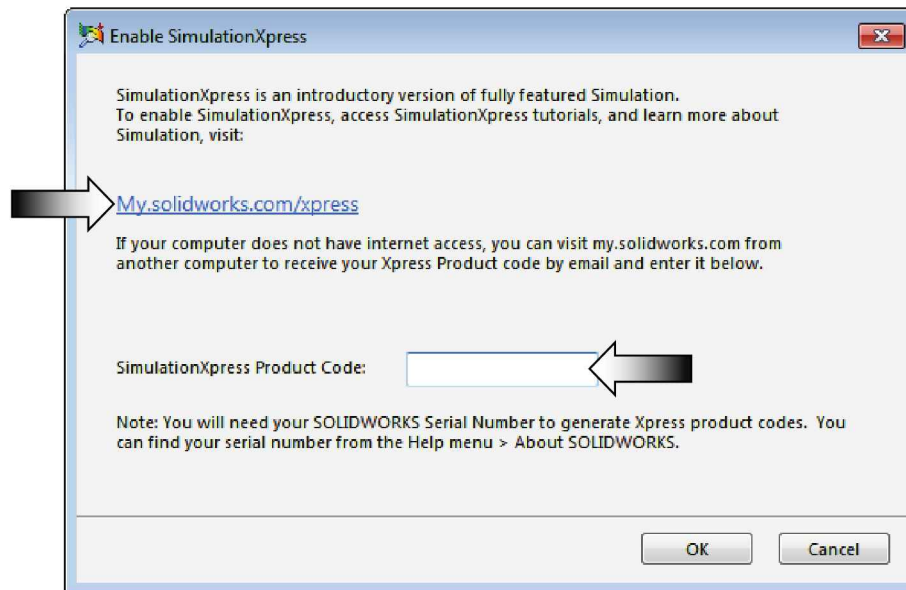 Enable SimulationXpress
SimulationXpress is an introductory version of fully featured Simulation.
To enable SimulationXpress, access SimulationXpress tutorials, and learn more about
Simulation, visit:
My.solidworks.com/xpress
If your computer does not have internet access, you can visit my.solidworks.com from
another computer to receive your Xpress Product code by email and enter it below.
SimulationXpress Product Code:
Note: You will need your SOLIDWORKS Serial Number to generate Xpress product codes. You
can find your serial number from the Help menu > About SOLIDWORKS.
OK Cancel